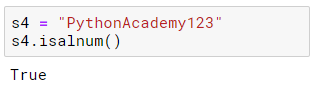 s4 = "PythonAcademy123"
s4.isalnum()
True